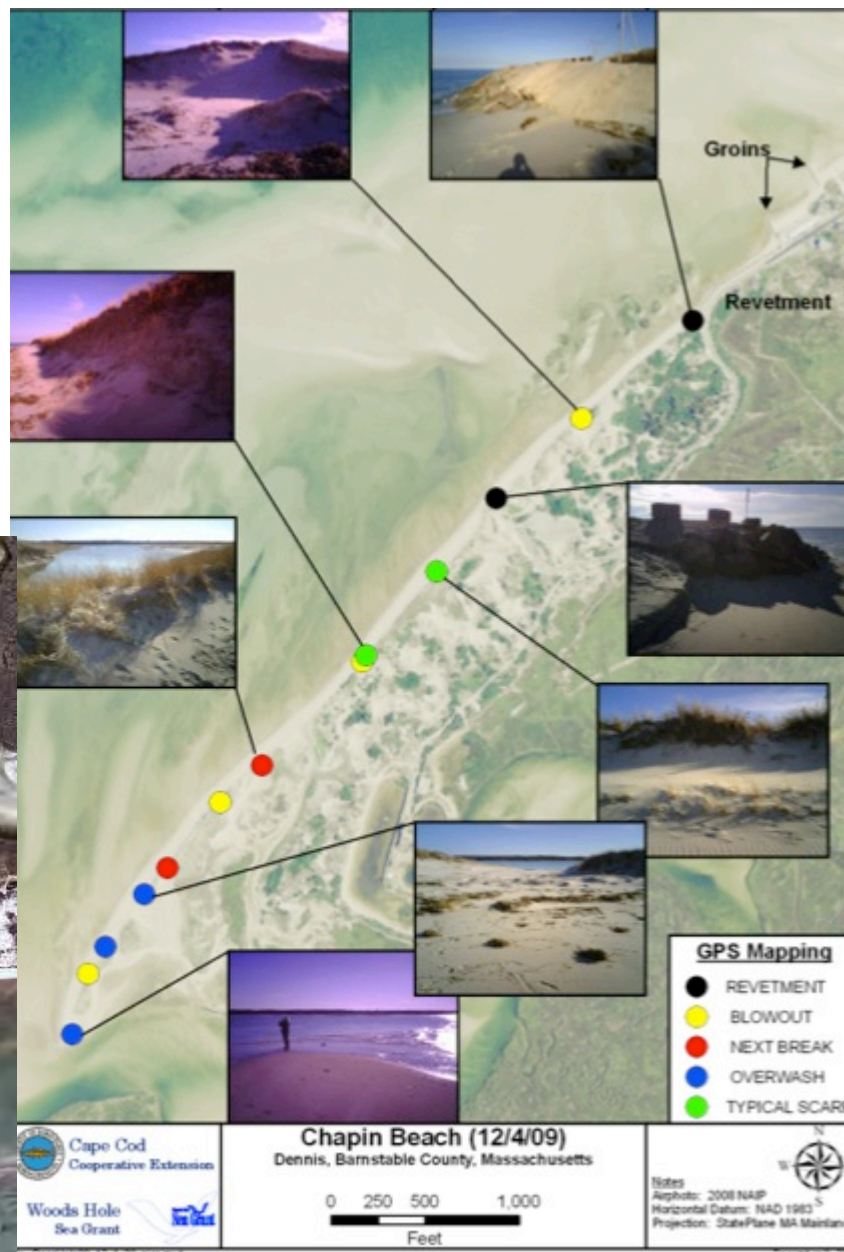 Groins
Revetment
GPS Mapping
REVETMENT
BLOWOUT
NEXT BREAK
OVERWASH
TYPICAL SCAR
Cape Cod
Cooperative Extension
Woods Hole
Sea Grant
Chapin Beach (12/4/09)
Dennis, Barnstable County, Massachusetts
0 250 500 1,000
Feet
N
W
S
Notes
Airphoto: 2008 NAIP
Horizontal Datum: NAD 1983
Projection: StatePlane MA Mainlan